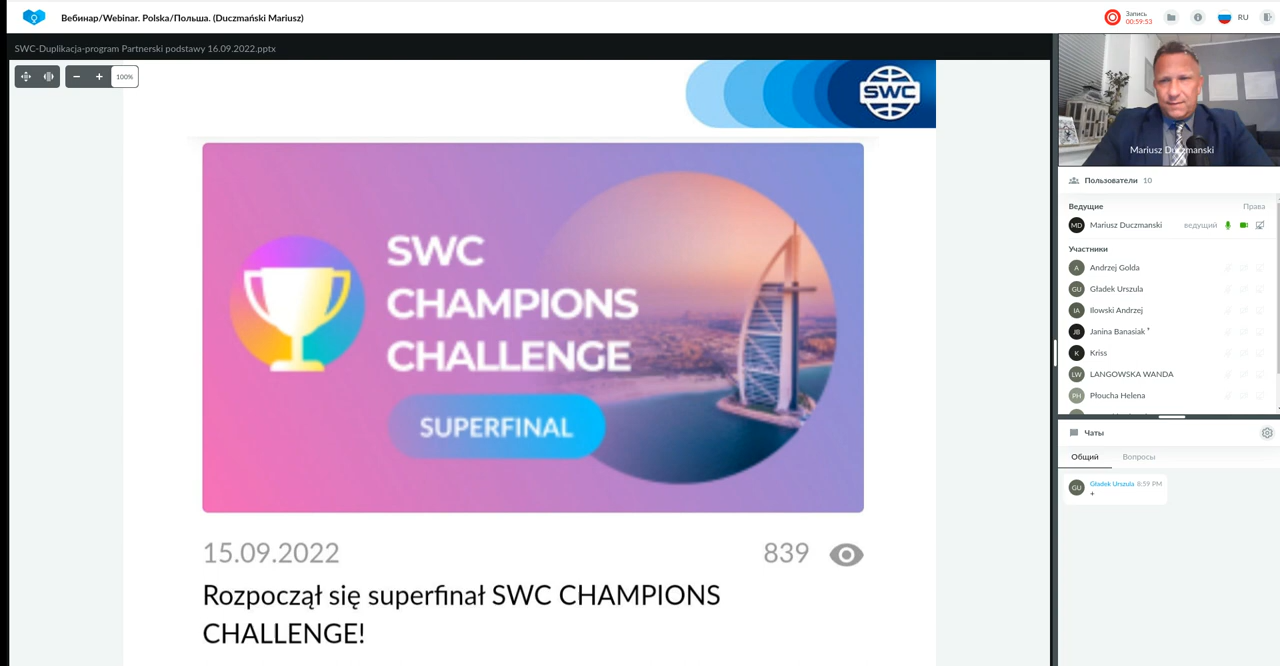 Вебинар/Webinar. Polska/Польша. (Duczmański Mariusz)
Запись
00:59:53
RU
SWC-Duplikacja-program Partnerski podstawy 16.09.2022.pptx
100%
SWC
Mariusz Duczmanski
SWC
CHAMPIONS
CHALLENGE
SUPERFINAL
15.09.2022
839
Rozpoczął się superfinał SWC CHAMPIONS
CHALLENGE!
Пользователи 10
Ведущие
Права
MD Mariusz Duczmanski ведущий
Участники
A Andrzej Golda
GU Gładek Urszula
IA Ilowski Andrzej
JB Janina Banasiak *
K Kriss
LW LANGOWSKA WANDA
PH Płoucha Helena
Чаты
Общий
Вопросы
GU Gładek Urszula 8:59 PM
+